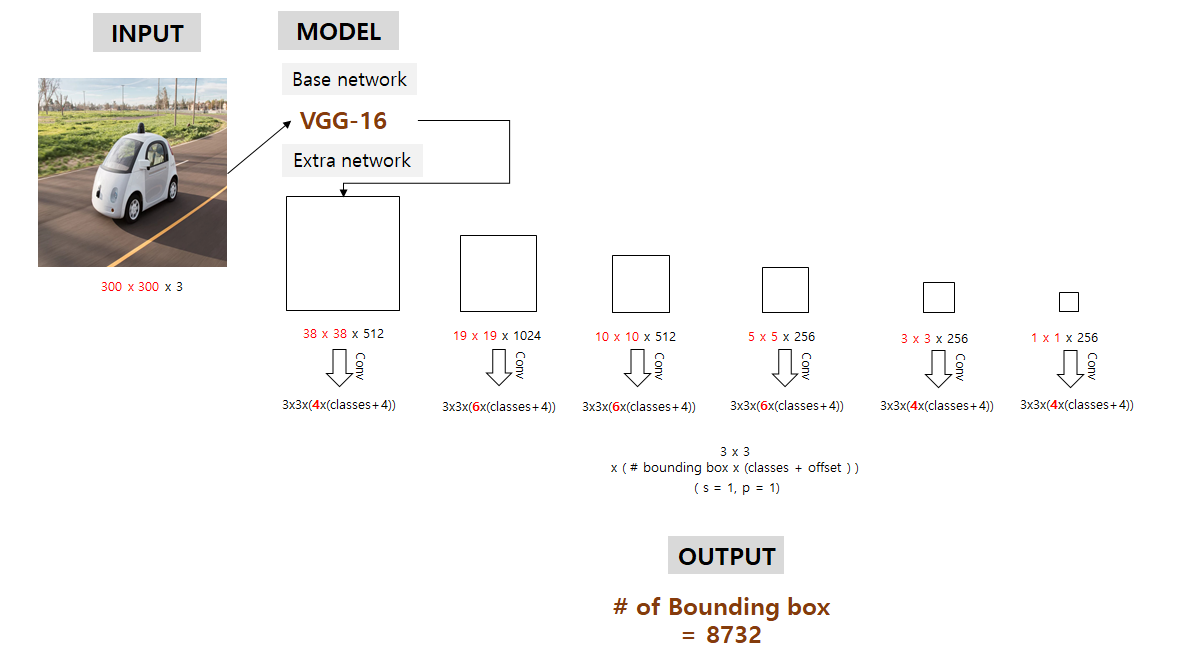 INPUT
MODEL
Base network
VGG-16
Extra network
300 x 300 x 3
38 x 38 x 512
19 x 19 x 1024
10 x 10 x 512
5 x 5 x 256
3 x 3 x 256
1 x 1 x 256
Conv
Conv
Conv
Conv
Conv
Conv
3x3x(4x(classes+4))
3x3x(6x(classes+4))
3x3x(6x(classes+4))
3x3x(6x(classes+4))
3x3x(4x(classes+4))
3x3x(4x(classes+4))
3 x 3
x ( # bounding box x (classes + offset ) )
( s = 1, p = 1)
OUTPUT
# of Bounding box
= 8732